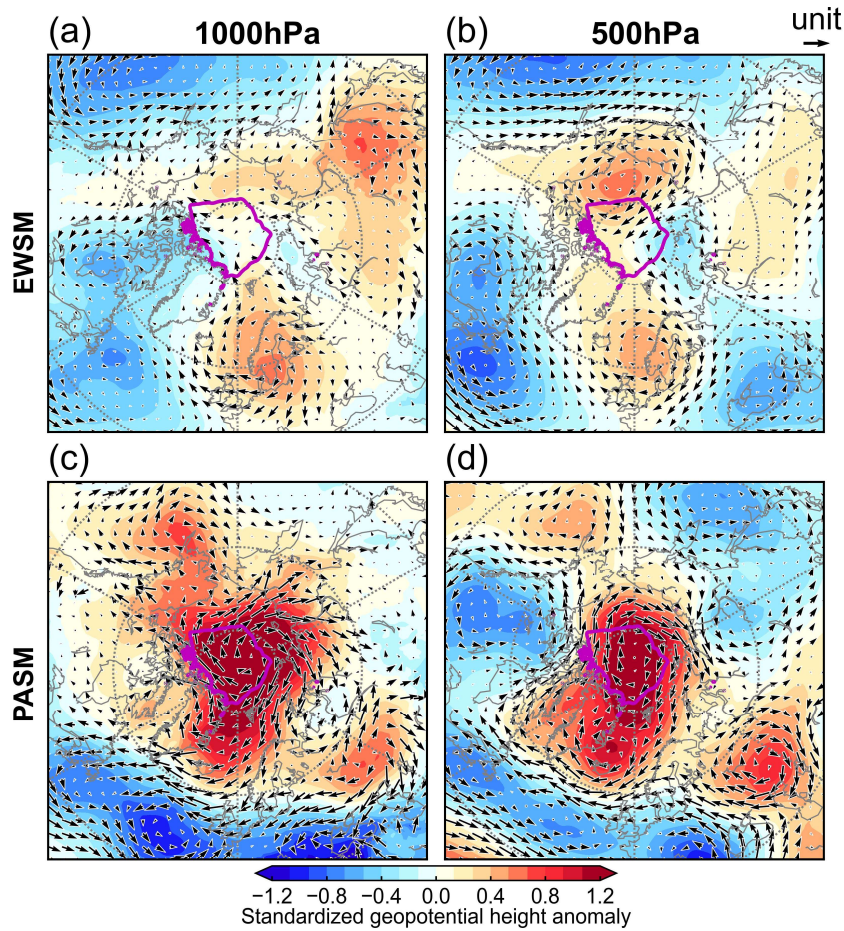 (a) 1000hPa (b) 500hPa unit
EWSM
(c) (d)
PASM
−1.2 −0.8 −0.4 0.0 0.4 0.8 1.2
Standardized geopotential height anomaly